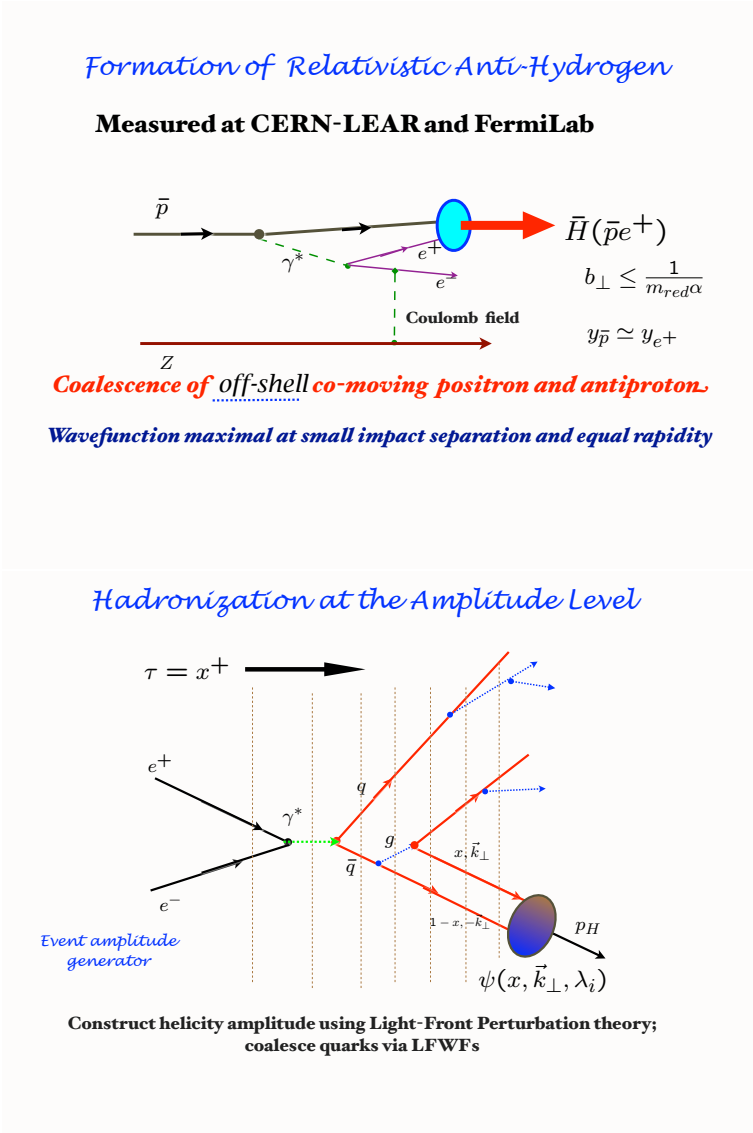 Formation of Relativistic Anti-Hydrogen
Measured at CERN-LEAR and FermiLab
p̄
H̄(p̄e⁺)
γ*
e⁺
e⁻
b⊥ ≤ 1/(m_red α)
Coulomb field
y_p̄ ≃ y_e⁺
Z
Coalescence of off-shell co-moving positron and antiproton
Wavefunction maximal at small impact separation and equal rapidity
Hadronization at the Amplitude Level
τ = x⁺
e⁺
q
γ*
g
q̄
x, k⃗⊥
e⁻
1 − x, −k⃗⊥
p_H
Event amplitude
generator
ψ(x, k⃗⊥, λᵢ)
Construct helicity amplitude using Light-Front Perturbation theory;
coalesce quarks via LFWFs